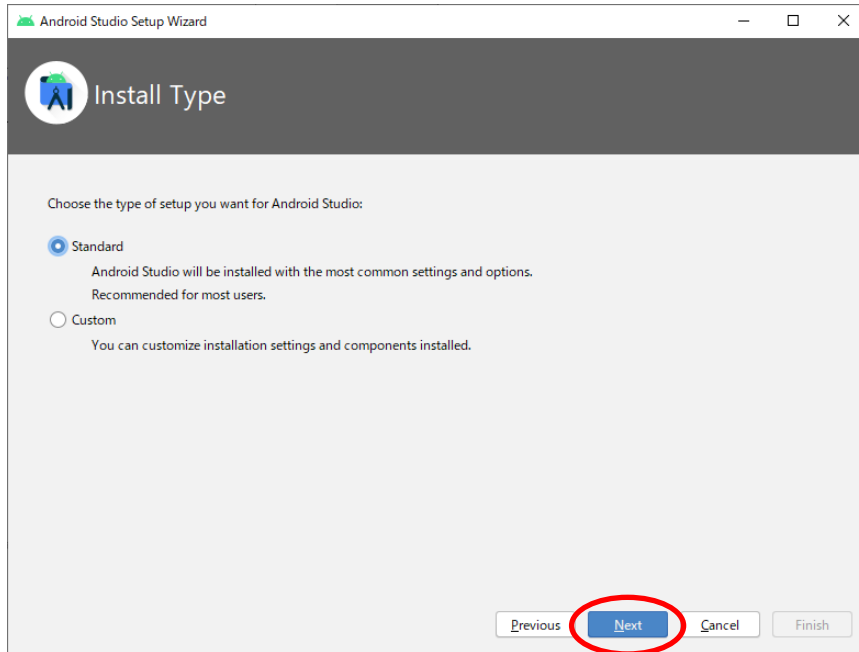 Android Studio Setup Wizard
Install Type
Choose the type of setup you want for Android Studio:
Standard
Android Studio will be installed with the most common settings and options.
Recommended for most users.
Custom
You can customize installation settings and components installed.
Previous Next Cancel Finish